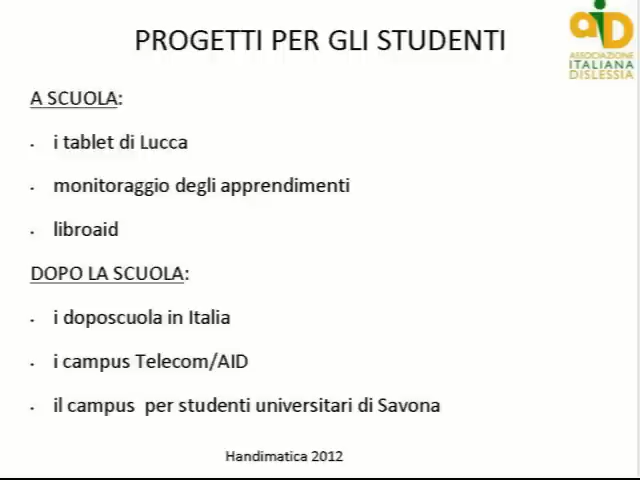 PROGETTI PER GLI STUDENTI
aiD
ASSOCIAZIONE
ITALIANA
DISLESSIA
A SCUOLA:
· i tablet di Lucca
· monitoraggio degli apprendimenti
· libroaid
DOPO LA SCUOLA:
· i doposcuola in Italia
· i campus Telecom/AID
· il campus per studenti universitari di Savona
Handimatica 2012